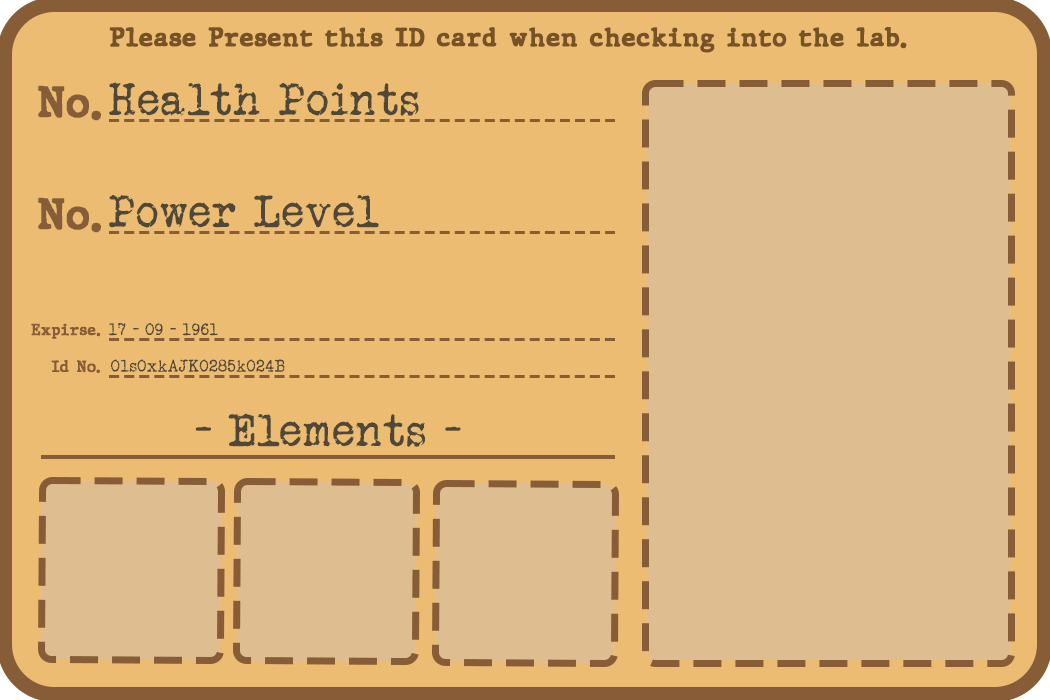 Please Present this ID card when checking into the lab.
No. Health Points
No. Power Level
Expirse. 17 - 09 - 1961
Id No. 01s0xkAJK0285k024B
- Elements -